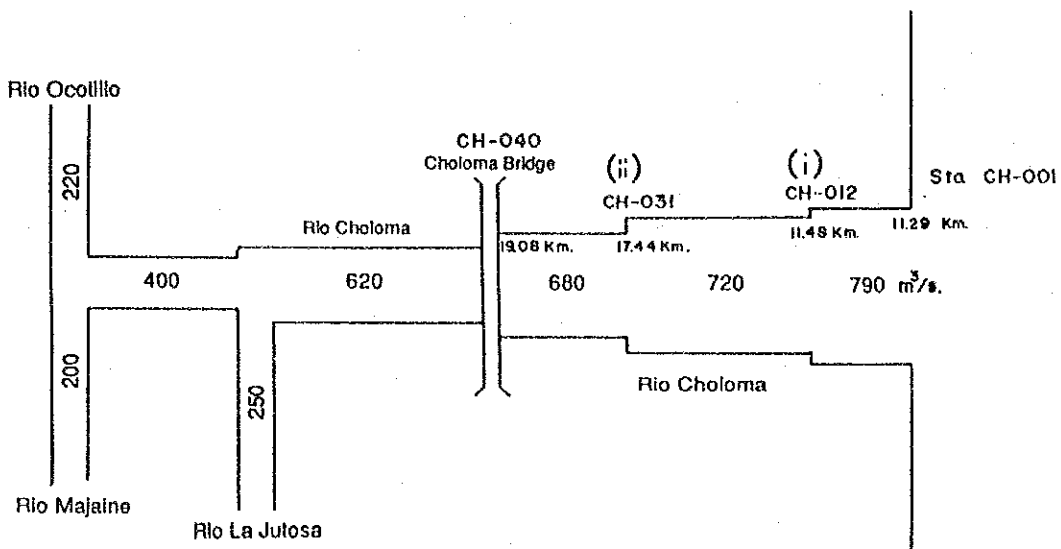 Rio Ocotillo
220
CH-040
Choloma Bridge
(ii)
CH-031
(i)
CH-012
Sta CH-001
Rio Choloma
19.08 Km.
17.44 Km.
11.48 Km.
11.29 Km.
400
620
680
720
790 m³/s.
200
250
Rio Choloma
Rio Majaine
Rio La Jutosa